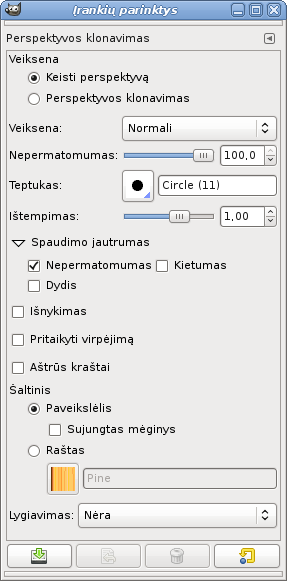 Įrankių parinktys
Perspektyvos klonavimas
Veiksena
Keisti perspektyvą
Perspektyvos klonavimas
Veiksena: Normali
Nepermatomumas: 100,0
Teptukas: Circle (11)
Ištempimas: 1,00
Spaudimo jautrumas
Nepermatomumas Kietumas
Dydis
Išnykimas
Pritaikyti virpėjimą
Aštrūs kraštai
Šaltinis
Paveikslėlis
Sujungtas mėginys
Raštas
Pine
Lygiavimas: Nėra